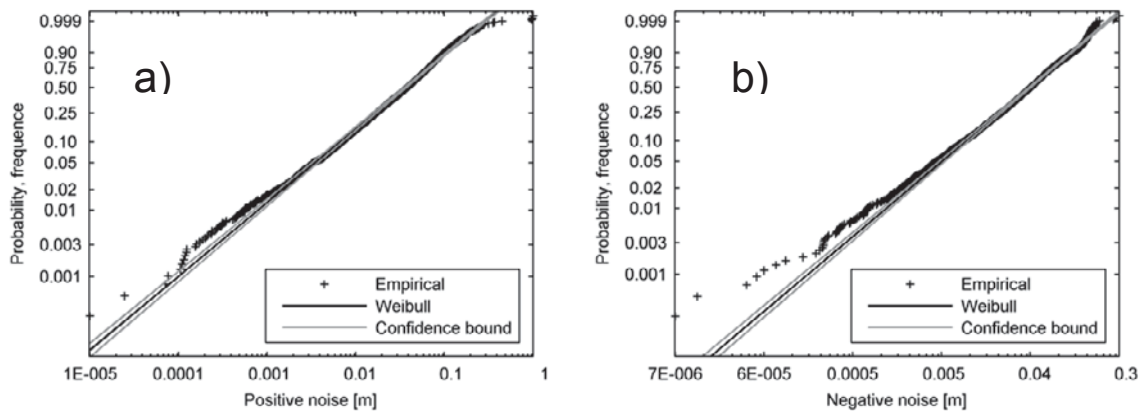 a)
Probability, frequence
0.999
0.90
0.75
0.50
0.25
0.10
0.05
0.02
0.01
0.003
0.001
Empirical
Weibull
Confidence bound
1E-005 0.0001 0.001 0.01 0.1 1
Positive noise [m]
b)
Probability, frequence
0.999
0.90
0.75
0.50
0.25
0.10
0.05
0.02
0.01
0.003
0.001
Empirical
Weibull
Confidence bound
7E-006 6E-005 0.0005 0.005 0.04 0.3
Negative noise [m]